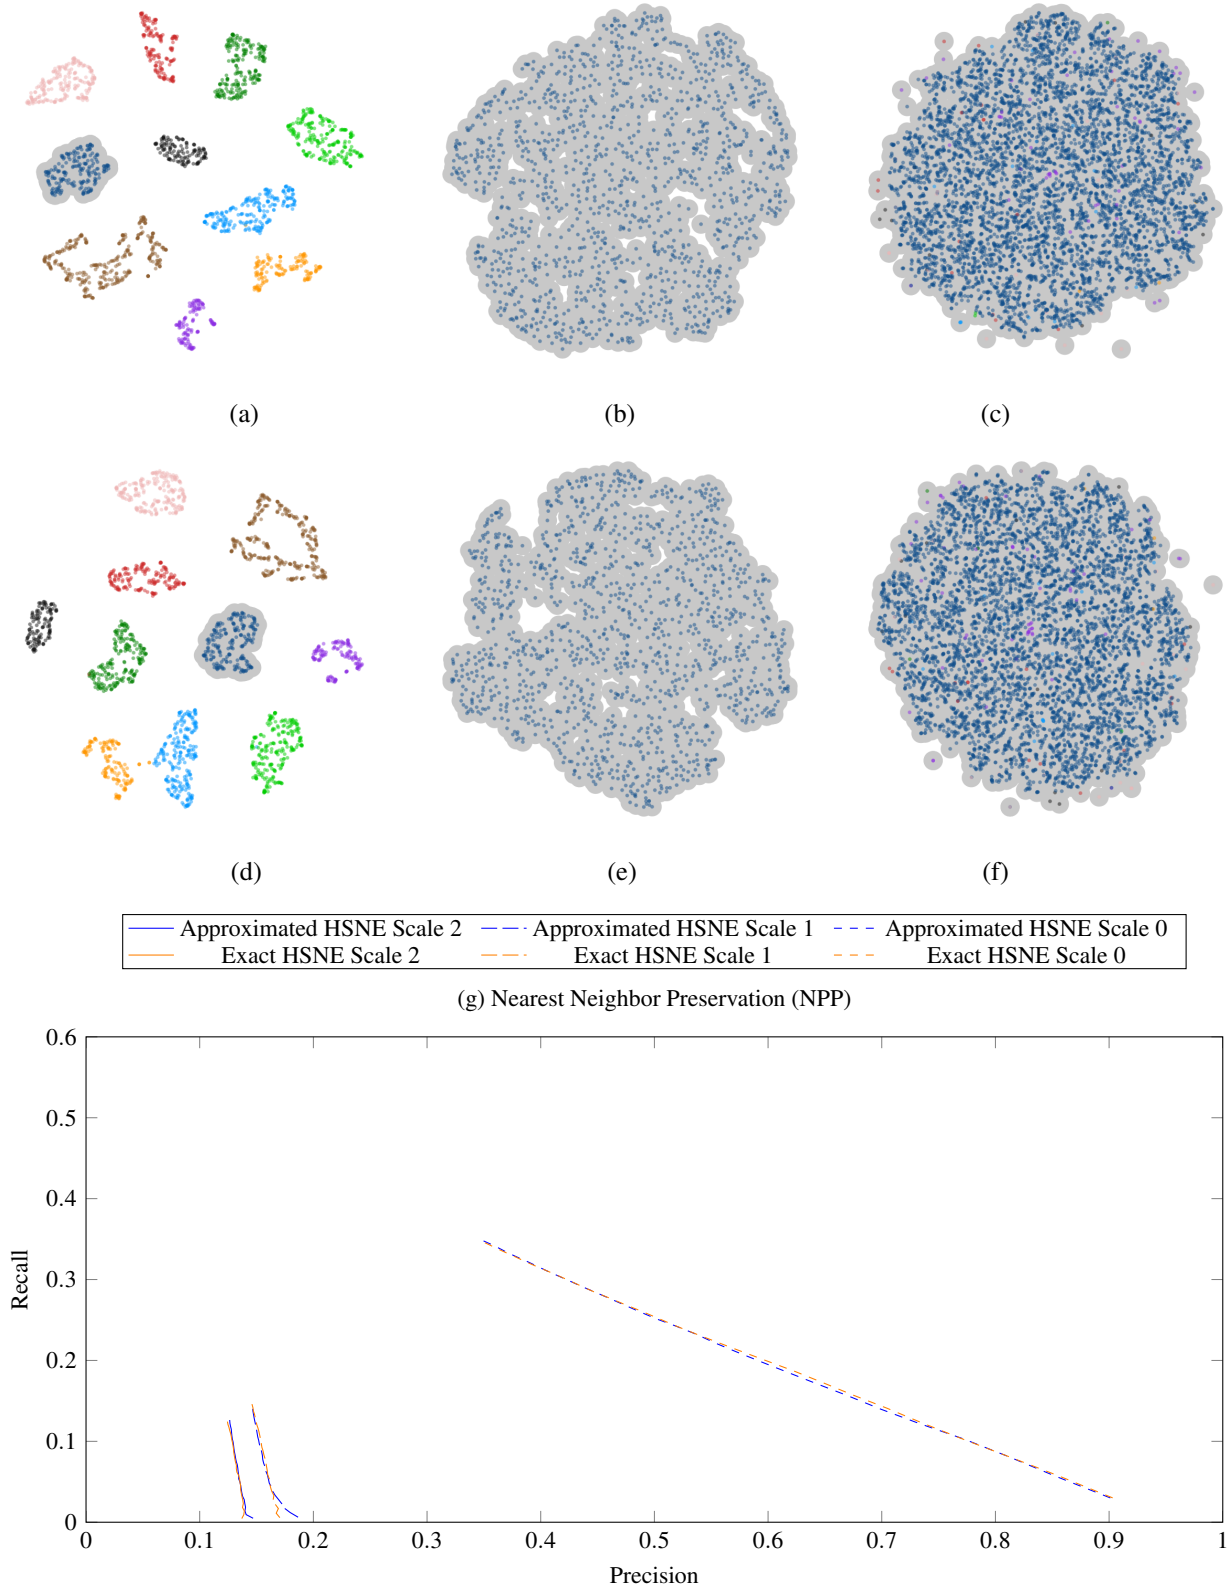 (a) (b) (c)
(d) (e) (f)
Approximated HSNE Scale 2 Approximated HSNE Scale 1 Approximated HSNE Scale 0
Exact HSNE Scale 2 Exact HSNE Scale 1 Exact HSNE Scale 0
(g) Nearest Neighbor Preservation (NPP)
0.6
0.5
0.4
0.3
0.2
0.1
0
Recall
0 0.1 0.2 0.3 0.4 0.5 0.6 0.7 0.8 0.9 1
Precision